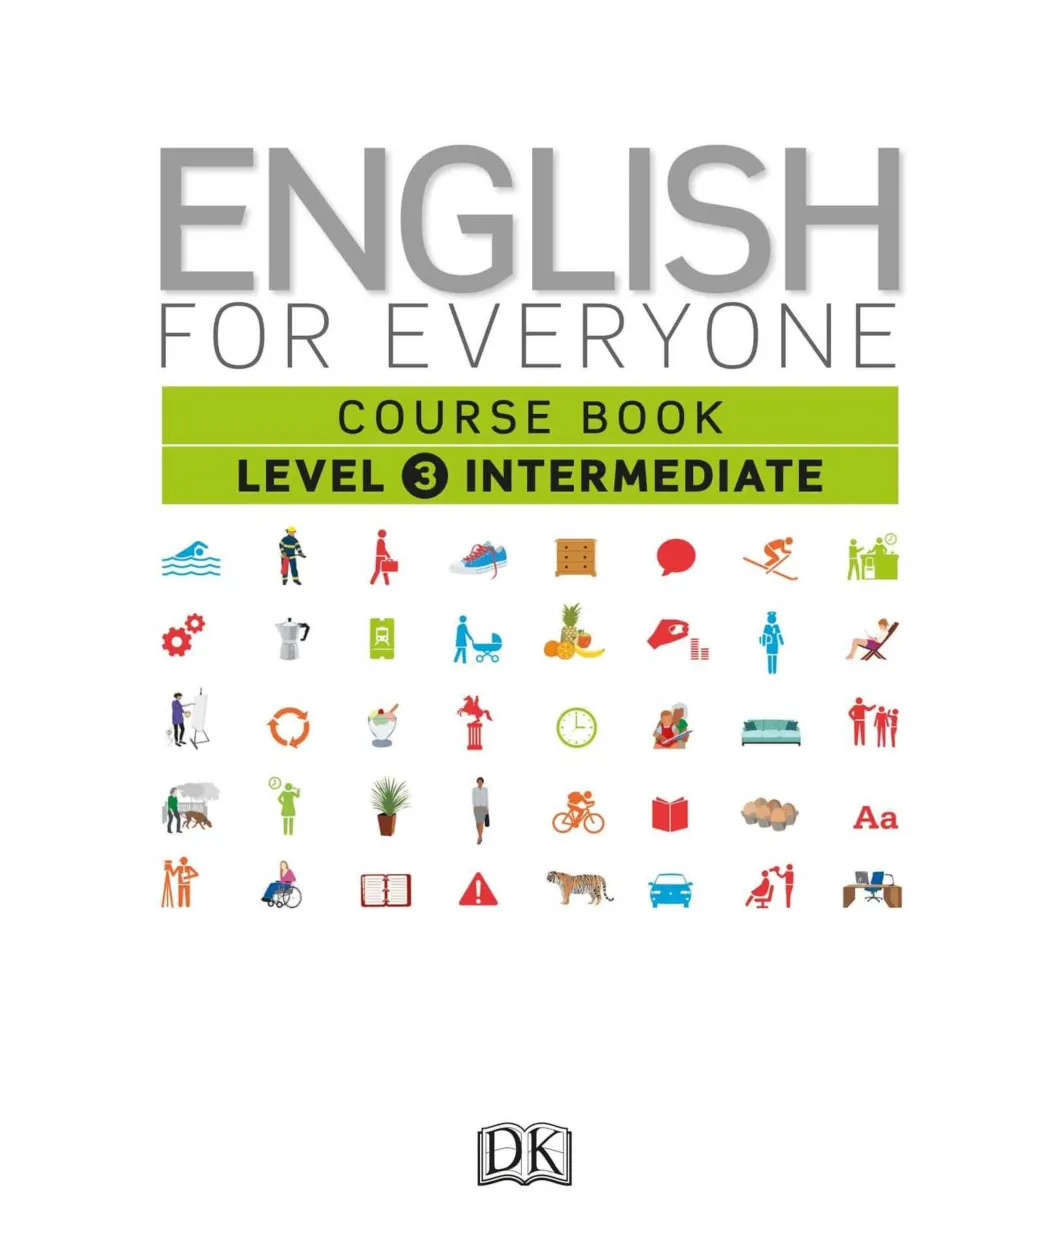 ENGLISH
FOR EVERYONE
COURSE BOOK
LEVEL 3 INTERMEDIATE
Aa
DK